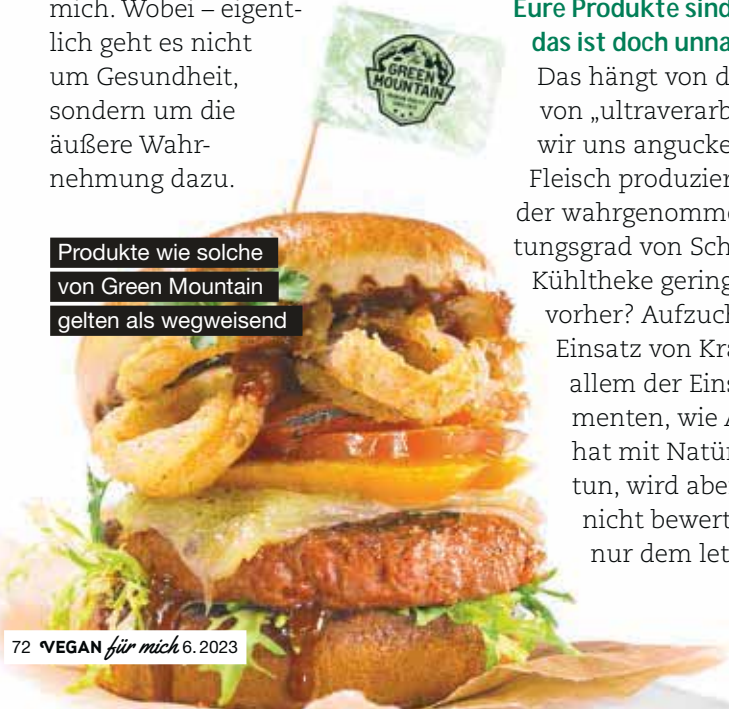 mich. Wobei – eigent-
lich geht es nicht
um Gesundheit,
sondern um die
äußere Wahr-
nehmung dazu.
Produkte wie solche
von Green Mountain
gelten als wegweisend
GREEN
MOUNTAIN
Eure Produkte sind
das ist doch unna
Das hängt von d
von „ultraverarb
wir uns angucke
Fleisch produzier
der wahrgenomme
tungsgrad von Sch
Kühltheke gering
vorher? Aufzuch
Einsatz von Kra
allem der Eins
menten, wie A
hat mit Natür
tun, wird abe
nicht bewert
nur dem let
72 VEGAN für mich 6.2023